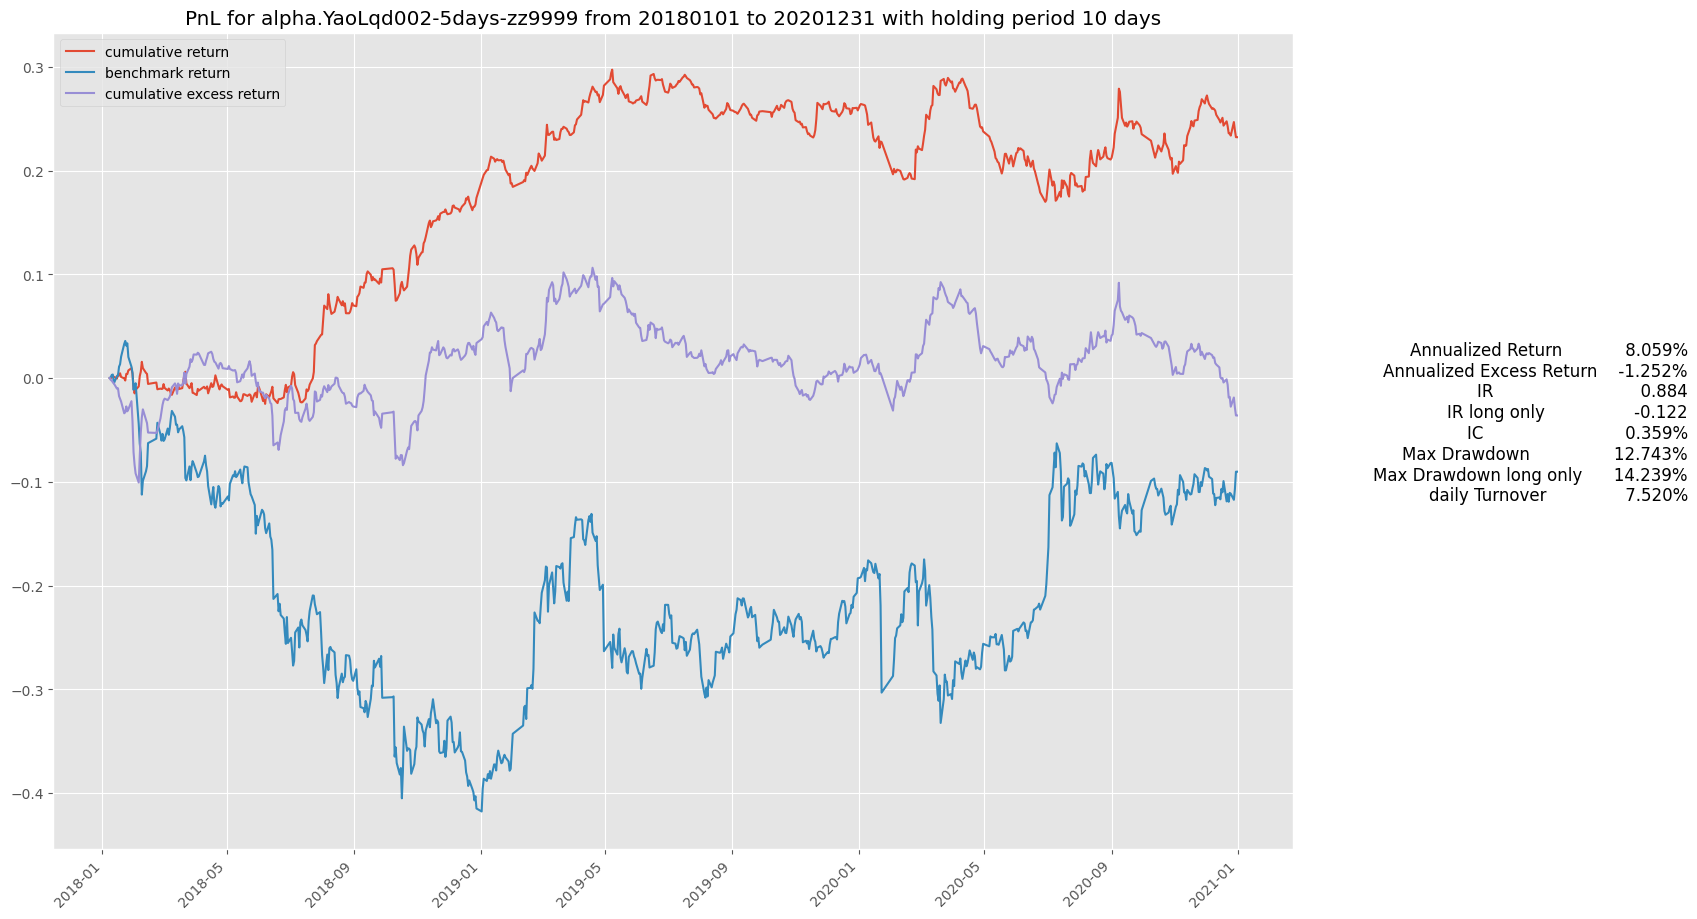 PnL for alpha.YaoLqd002-5days-zz9999 from 20180101 to 20201231 with holding period 10 days
cumulative return
benchmark return
cumulative excess return
0.3
0.2
0.1
0.0
−0.1
−0.2
−0.3
−0.4
2018-01
2018-05
2018-09
2019-01
2019-05
2019-09
2020-01
2020-05
2020-09
2021-01
Annualized Return 8.059%
Annualized Excess Return -1.252%
IR 0.884
IR long only -0.122
IC 0.359%
Max Drawdown 12.743%
Max Drawdown long only 14.239%
daily Turnover 7.520%